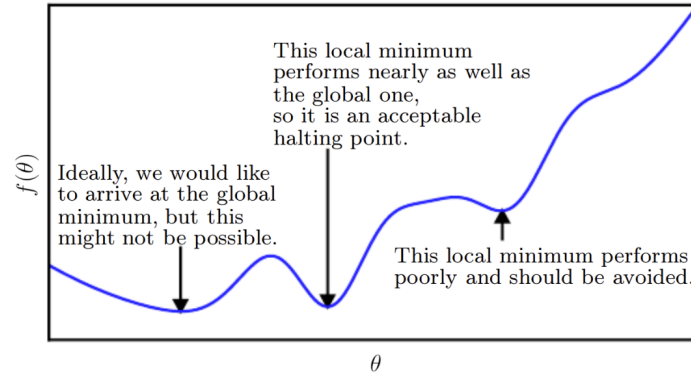 This local minimum
performs nearly as well as
the global one,
so it is an acceptable
halting point.
Ideally, we would like
to arrive at the global
minimum, but this
might not be possible.
This local minimum performs
poorly and should be avoided.
f(θ)
θ